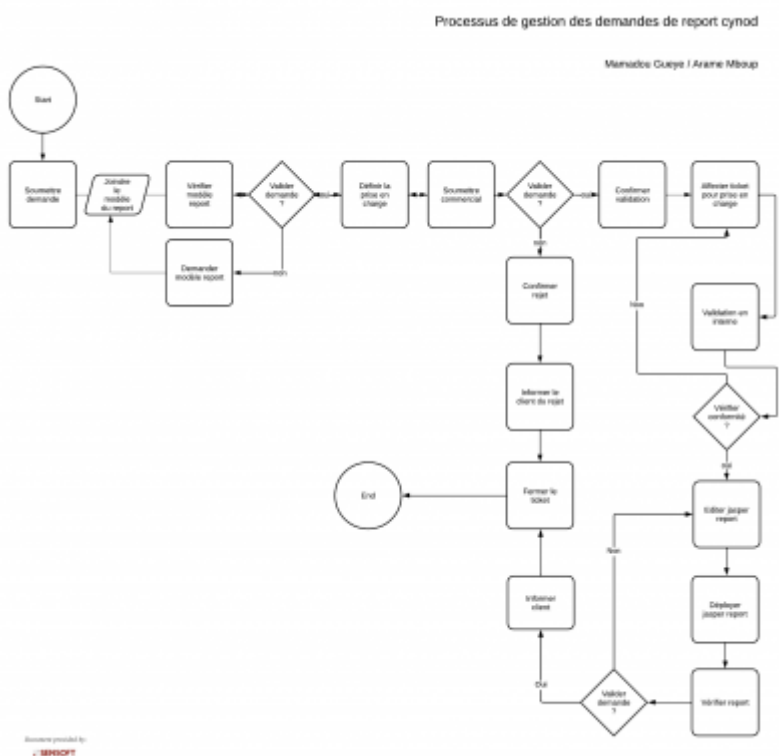 Processus de gestion des demandes de report cynod
Mamadou Gueye / Arame Mboup
Start
Soumettre
demande
Joindre
le
modèle
du report
Vérifier
modèle
report
Valider
demande
?
oui
Définir la
prise en
charge
Soumettre
commercial
Valider
demande
?
oui
Confirmer
validation
Affecter ticket
pour prise en
charge
Demander
modèle report
non
non
Confirmer
rejet
Non
Validation en
interne
Informer le
client du rejet
Vérifier
conformité
?
oui
End
Fermer le
ticket
Editer jasper
report
Non
Informer
client
Déployer
jasper report
Oui
Valider
demande
?
Vérifier report
Document provided by:
SENSOFT